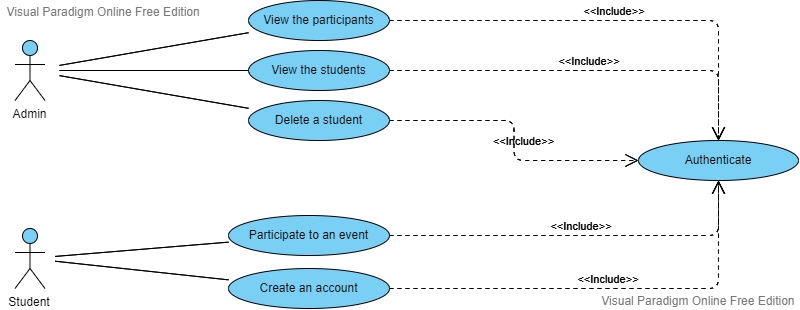 Visual Paradigm Online Free Edition
View the participants
<<Include>>
View the students
<<Include>>
Admin
Delete a student
<<Include>>
Authenticate
Participate to an event
<<Include>>
Create an account
<<Include>>
Student
Visual Paradigm Online Free Edition